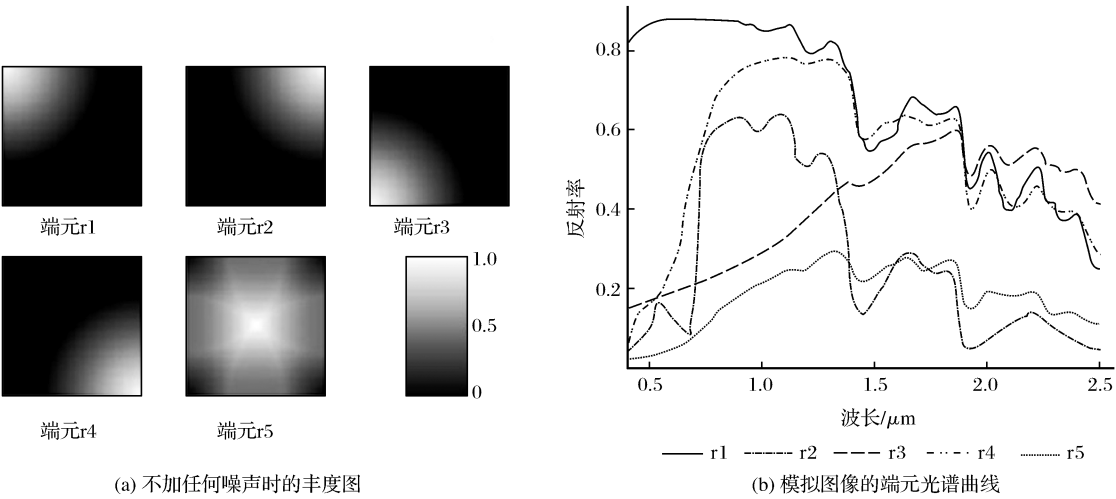 端元r1
端元r2
端元r3
端元r4
端元r5
1.0
0.5
0
(a) 不加任何噪声时的丰度图
反射率
0.8
0.6
0.4
0.2
0.5
1.0
1.5
2.0
2.5
波长/μm
r1 r2 r3 r4 r5
(b) 模拟图像的端元光谱曲线